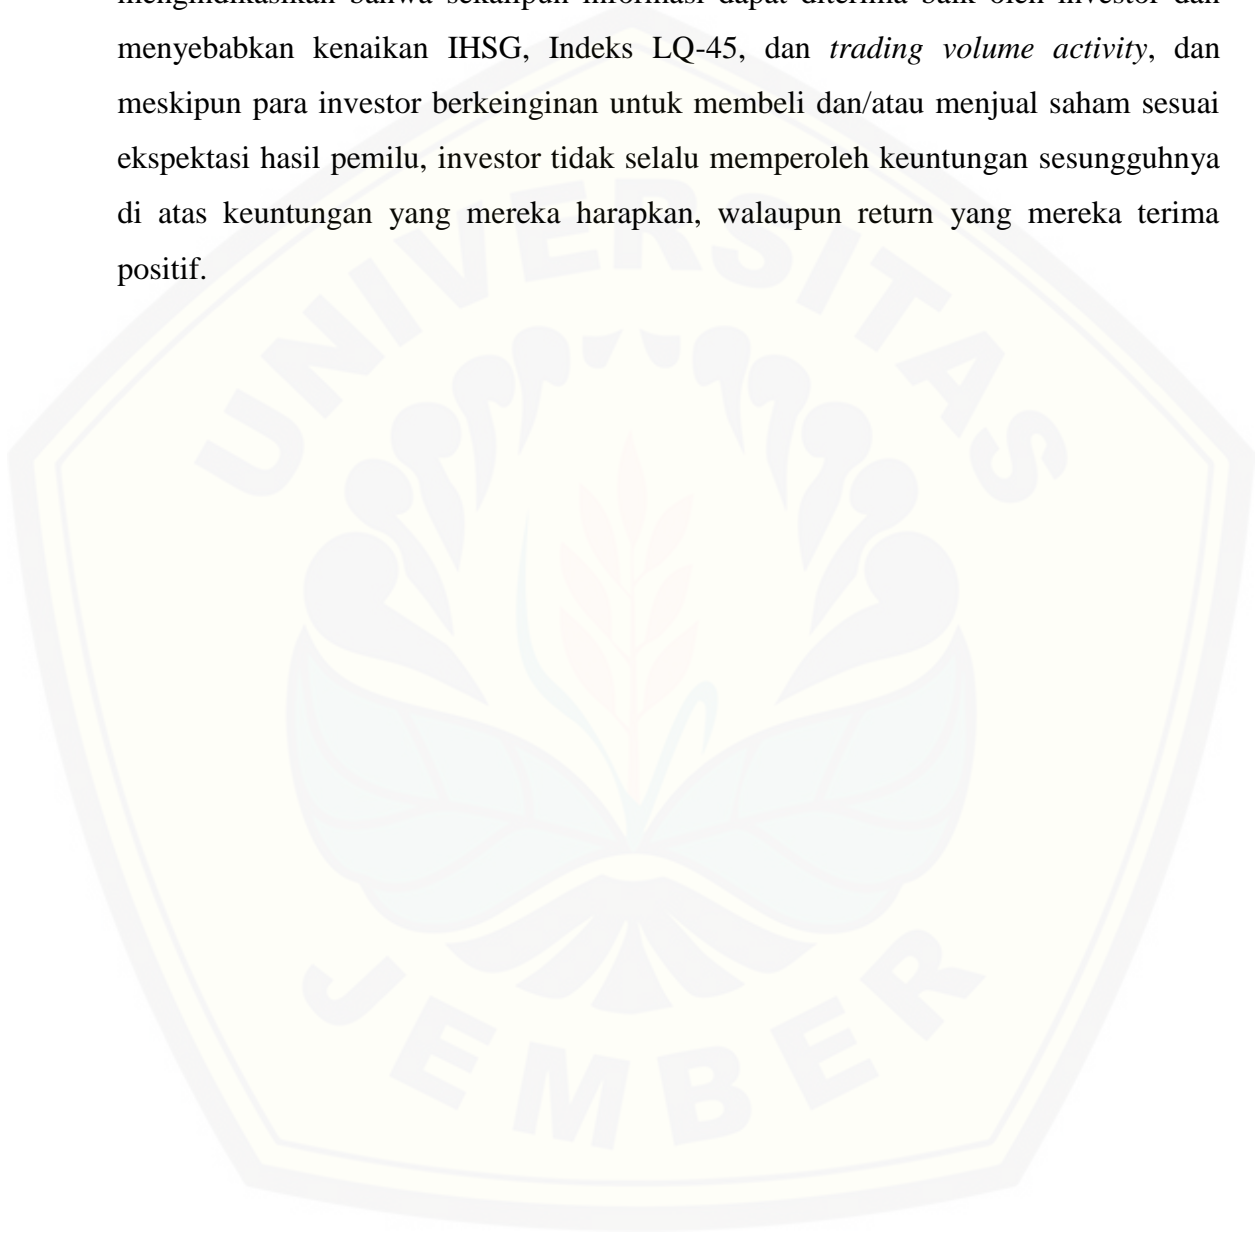 mengindikasikan bahwa sekalipun informasi dapat diterima baik oleh investor dan
menyebabkan kenaikan IHSG, Indeks LQ-45, dan trading volume activity, dan
meskipun para investor berkeinginan untuk membeli dan/atau menjual saham sesuai
ekspektasi hasil pemilu, investor tidak selalu memperoleh keuntungan sesungguhnya
di atas keuntungan yang mereka harapkan, walaupun return yang mereka terima
positif.
UNIVERSITAS
JEMBER